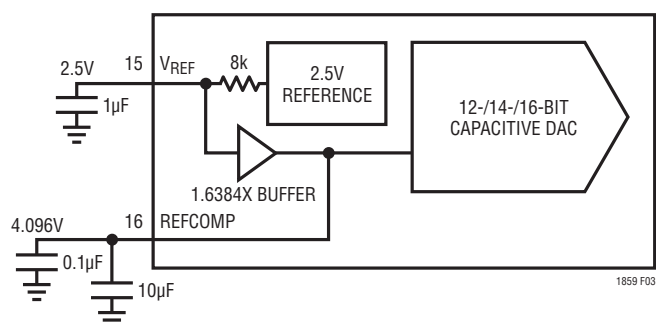 15
VREF
8k
2.5V
REFERENCE
2.5V
1µF
12-/14-/16-BIT
CAPACITIVE DAC
1.6384X BUFFER
16
REFCOMP
4.096V
0.1µF
10µF
1859 F03